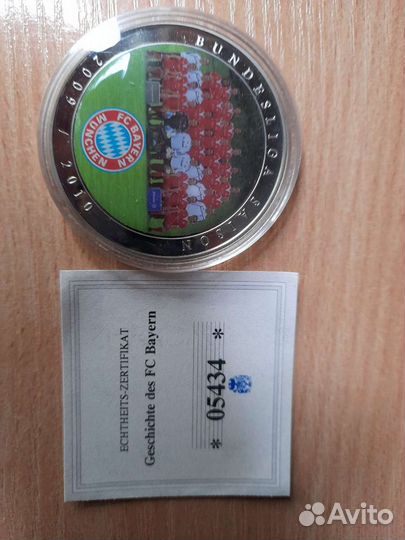 BUNDESLIGA SAISON
2009 / 2010
FC BAYERN
MÜNCHEN
ECHTHEITS-ZERTIFIKAT
Geschichte des FC Bayern
* 05434 *
Avito